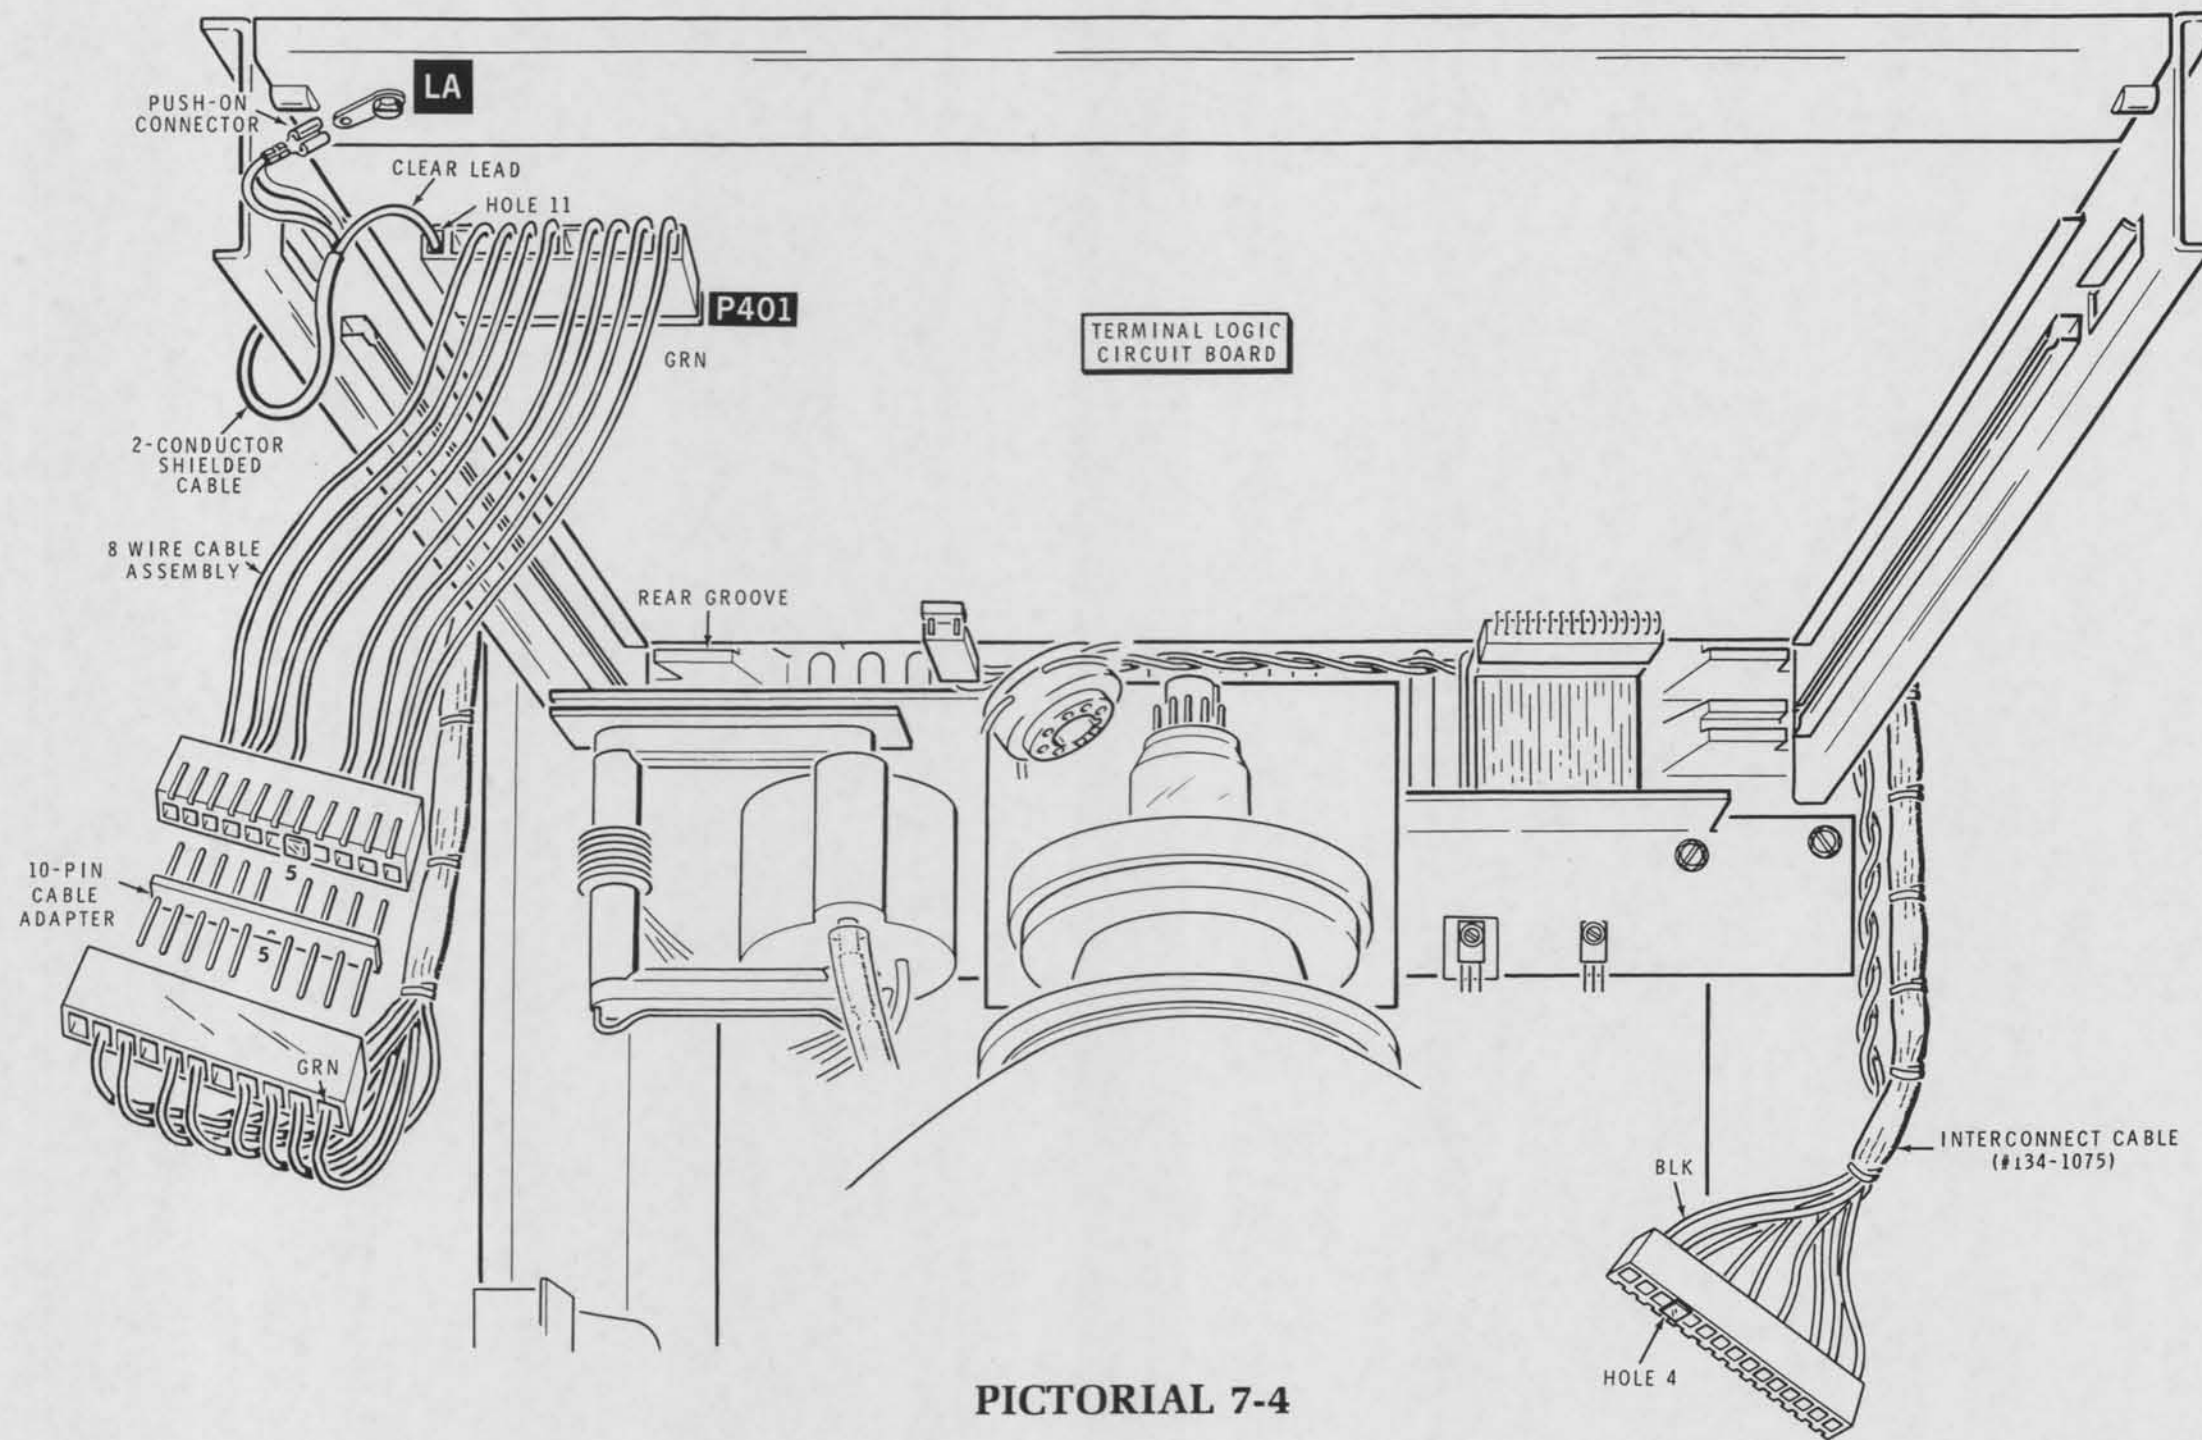 LA
PUSH-ON
CONNECTOR
CLEAR LEAD
HOLE 11
P401
GRN
TERMINAL LOGIC
CIRCUIT BOARD
2-CONDUCTOR
SHIELDED
CABLE
8 WIRE CABLE
ASSEMBLY
REAR GROOVE
10-PIN
CABLE
ADAPTER
5
5
GRN
INTERCONNECT CABLE
(#134-1075)
BLK
HOLE 4
PICTORIAL 7-4